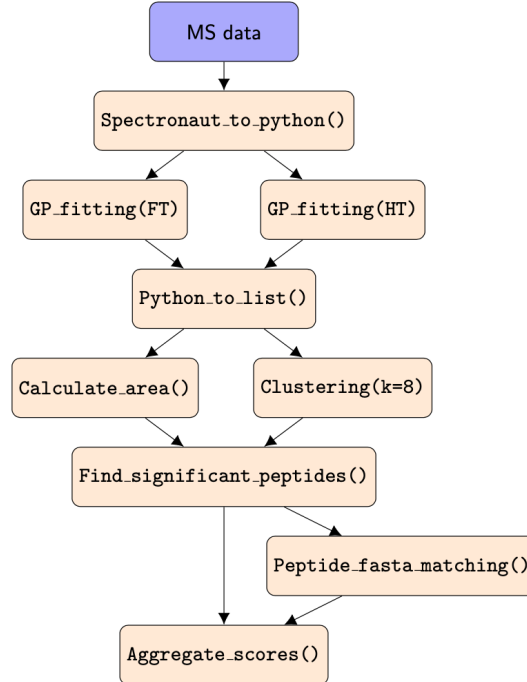 MS data
Spectronaut_to_python()
GP_fitting(FT)
GP_fitting(HT)
Python_to_list()
Calculate_area()
Clustering(k=8)
Find_significant_peptides()
Peptide_fasta_matching()
Aggregate_scores()